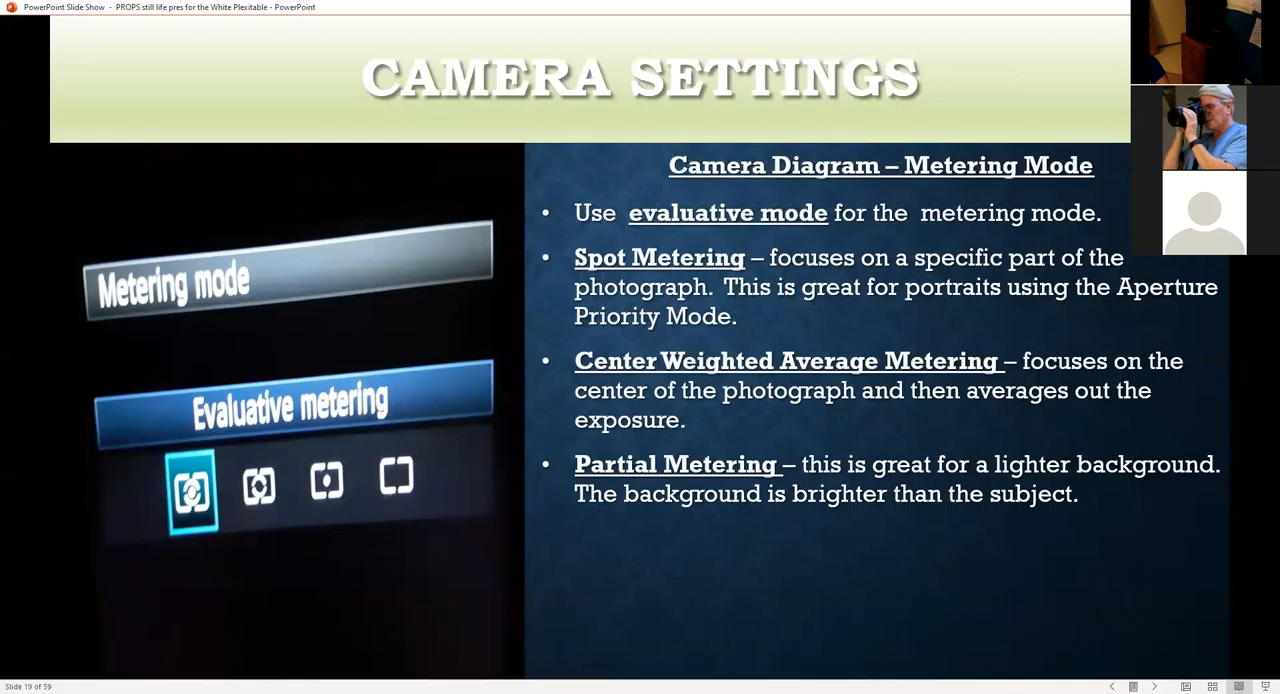 PowerPoint Slide Show - PROPS still life pres for the White Plexitable - PowerPoint
CAMERA SETTINGS
Metering mode
Evaluative metering
Camera Diagram – Metering Mode
• Use evaluative mode for the metering mode.
• Spot Metering – focuses on a specific part of the
photograph. This is great for portraits using the Aperture
Priority Mode.
• Center Weighted Average Metering – focuses on the
center of the photograph and then averages out the
exposure.
• Partial Metering – this is great for a lighter background.
The background is brighter than the subject.
Slide 19 of 59